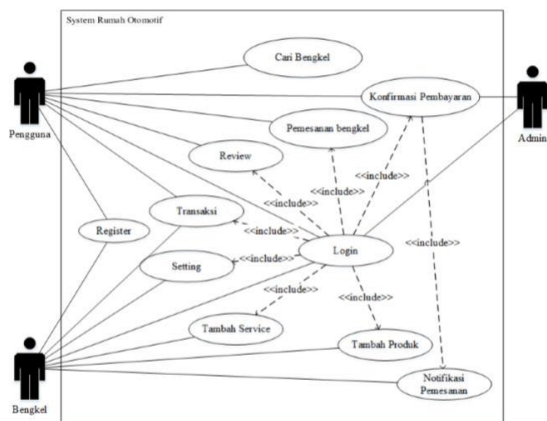 System Rumah Otomotif
Cari Bengkel
Konfirmasi Pembayaran
Pengguna
Admin
Pemesanan bengkel
Review
<<include>>
<<include>>
<<include>>
<<include>>
Transaksi
Register
<<include>>
<<include>>
Login
Setting
<<include>>
<<include>>
<<include>>
Tambah Service
Tambah Produk
Notifikasi
Pemesanan
Bengkel